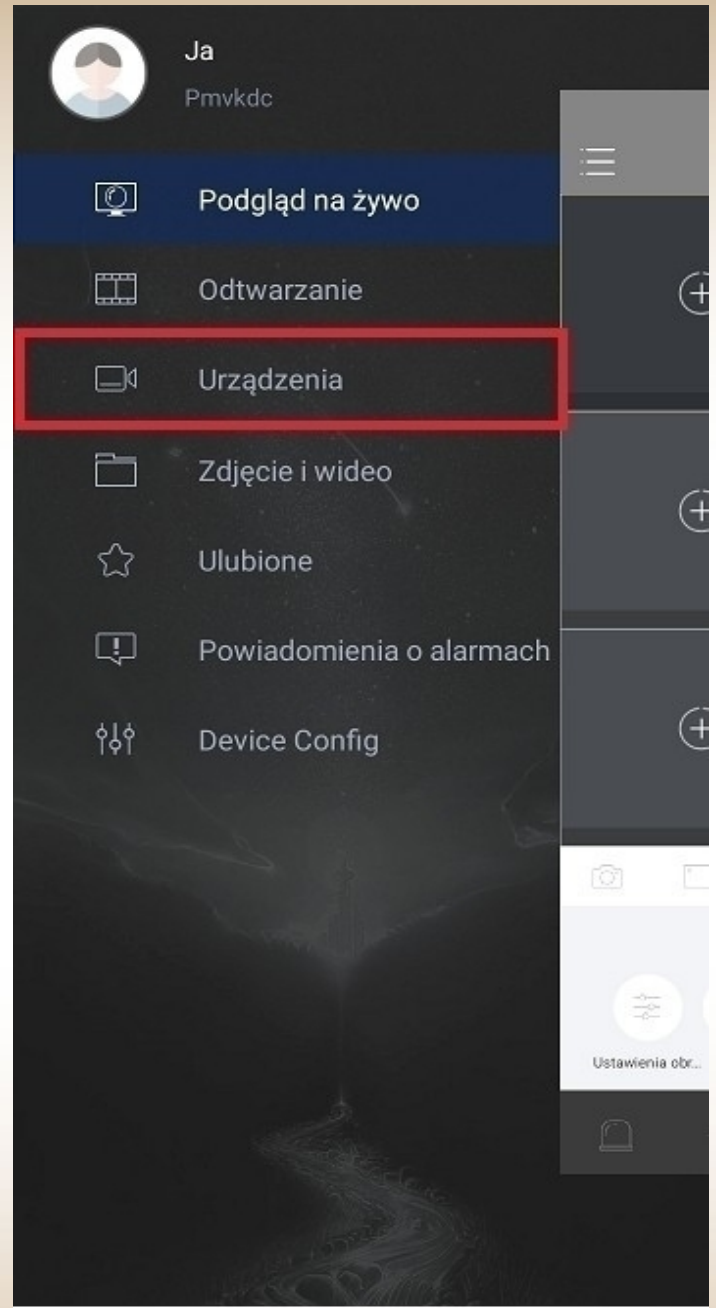 Ja
Pmvkdc
Podgląd na żywo
Odtwarzanie
Urządzenia
Zdjęcie i wideo
Ulubione
Powiadomienia o alarmach
Device Config
Ustawienia obr...